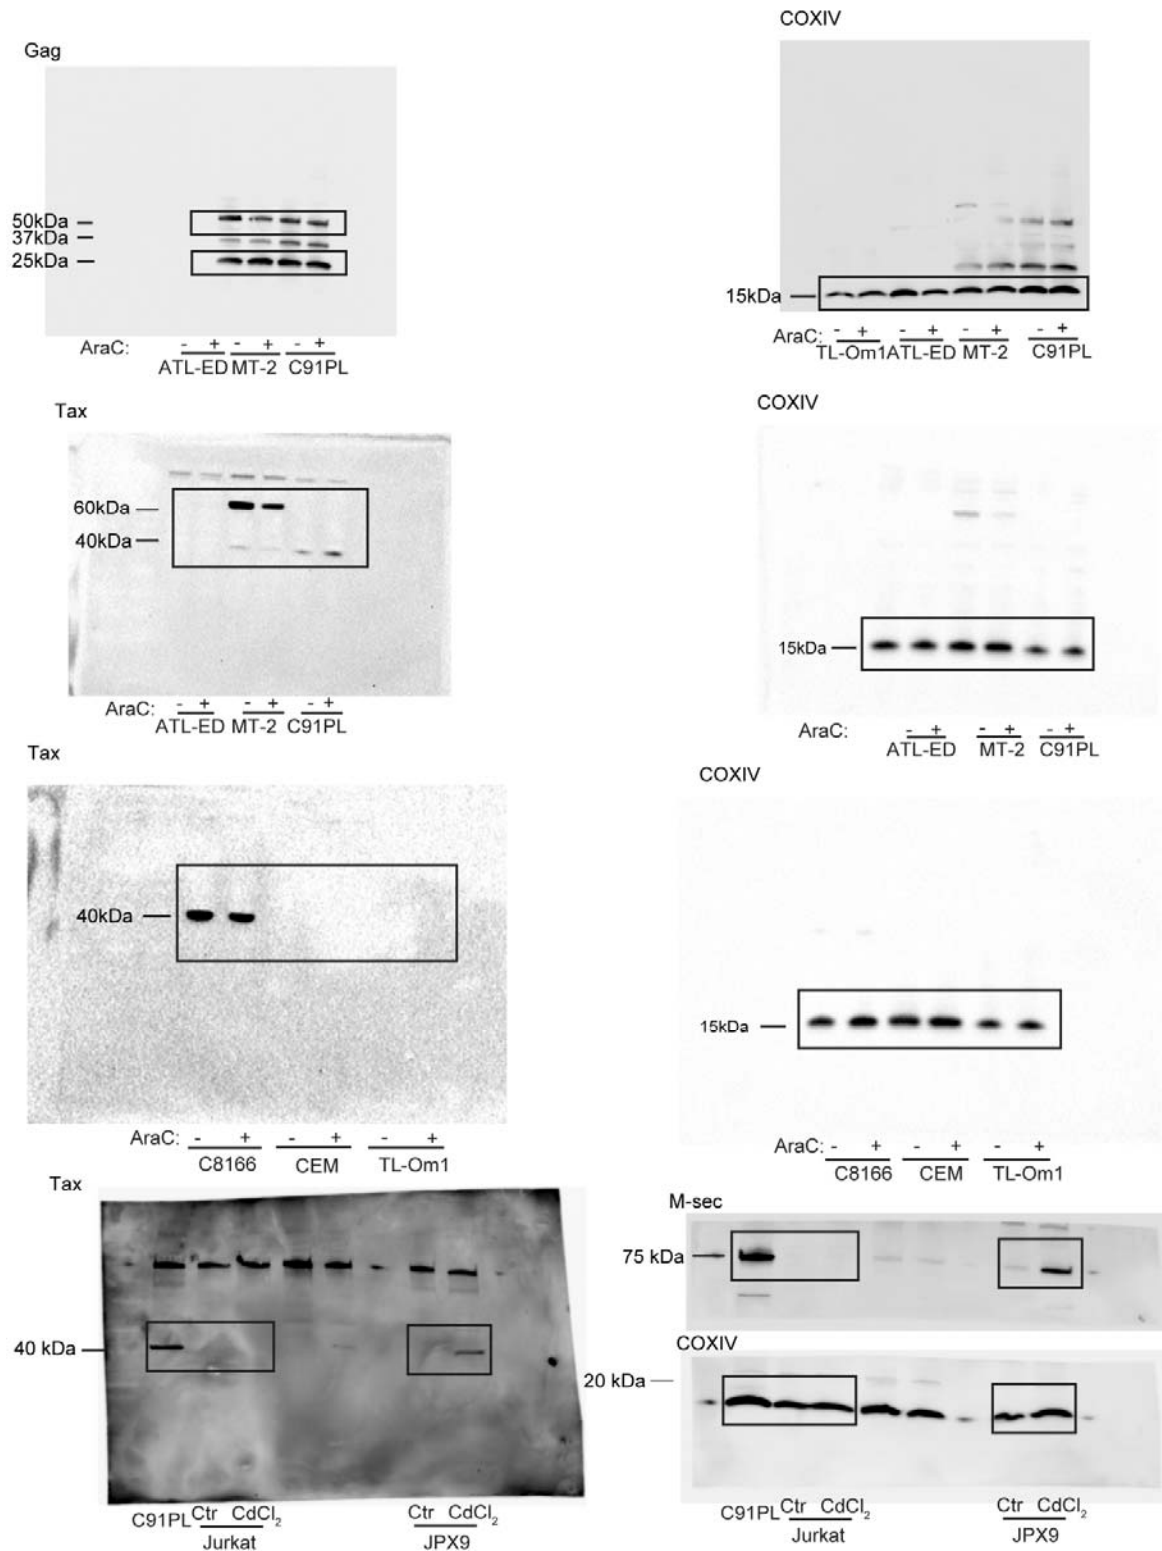 Gag
50kDa
37kDa
25kDa
AraC: - + - + - +
ATL-ED MT-2 C91PL
COXIV
15kDa
AraC: - + - + - + - +
TL-Om1 ATL-ED MT-2 C91PL
Tax
60kDa
40kDa
AraC: - + - + - +
ATL-ED MT-2 C91PL
COXIV
15kDa
AraC: - + - + - +
ATL-ED MT-2 C91PL
Tax
40kDa
AraC: - + - + - +
C8166 CEM TL-Om1
COXIV
15kDa
AraC: - + - + - +
C8166 CEM TL-Om1
Tax
40 kDa
C91PL Ctr CdCl₂ Ctr CdCl₂
Jurkat JPX9
M-sec
75 kDa
COXIV
20 kDa
C91PL Ctr CdCl₂ Ctr CdCl₂
Jurkat JPX9